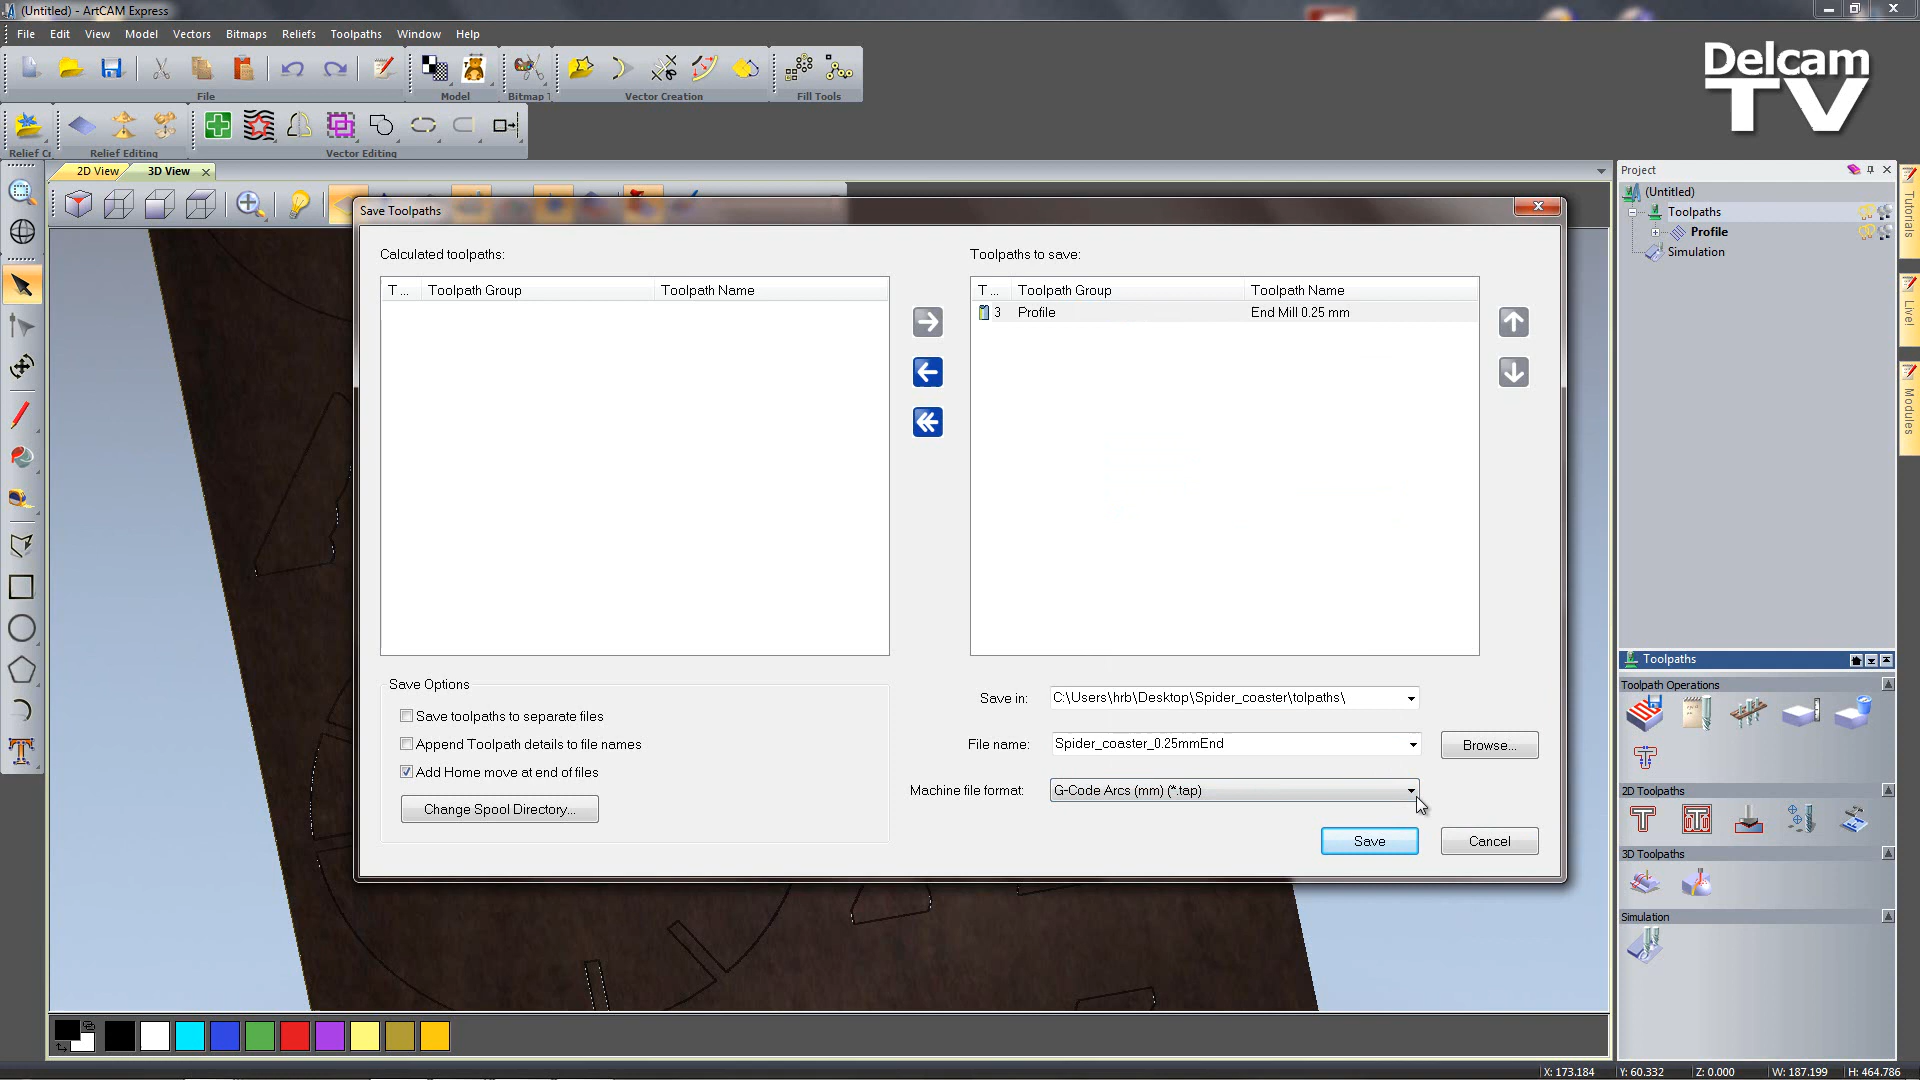 (Untitled) - ArtCAM Express
File Edit View Model Vectors Bitmaps Reliefs Toolpaths Window Help
Delcam
TV
File Model Bitmap T Vector Creation Fill Tools
Relief Cr Relief Editing Vector Editing
2D View 3D View
Project
(Untitled)
Toolpaths
Profile
Simulation
Tutorials
Live!
Modules
Save Toolpaths
Calculated toolpaths:
T... Toolpath Group Toolpath Name
Toolpaths to save:
T... Toolpath Group Toolpath Name
3 Profile End Mill 0.25 mm
Save Options
Save toolpaths to separate files
Append Toolpath details to file names
Add Home move at end of files
Change Spool Directory...
Save in: C:\Users\hrb\Desktop\Spider_coaster\tolpaths\
File name: Spider_coaster_0.25mmEnd
Browse...
Machine file format: G-Code Arcs (mm) (*.tap)
Save Cancel
Toolpaths
Toolpath Operations
2D Toolpaths
3D Toolpaths
Simulation
X: 173.184 Y: 60.332 Z: 0.000 W: 187.199 H: 464.786